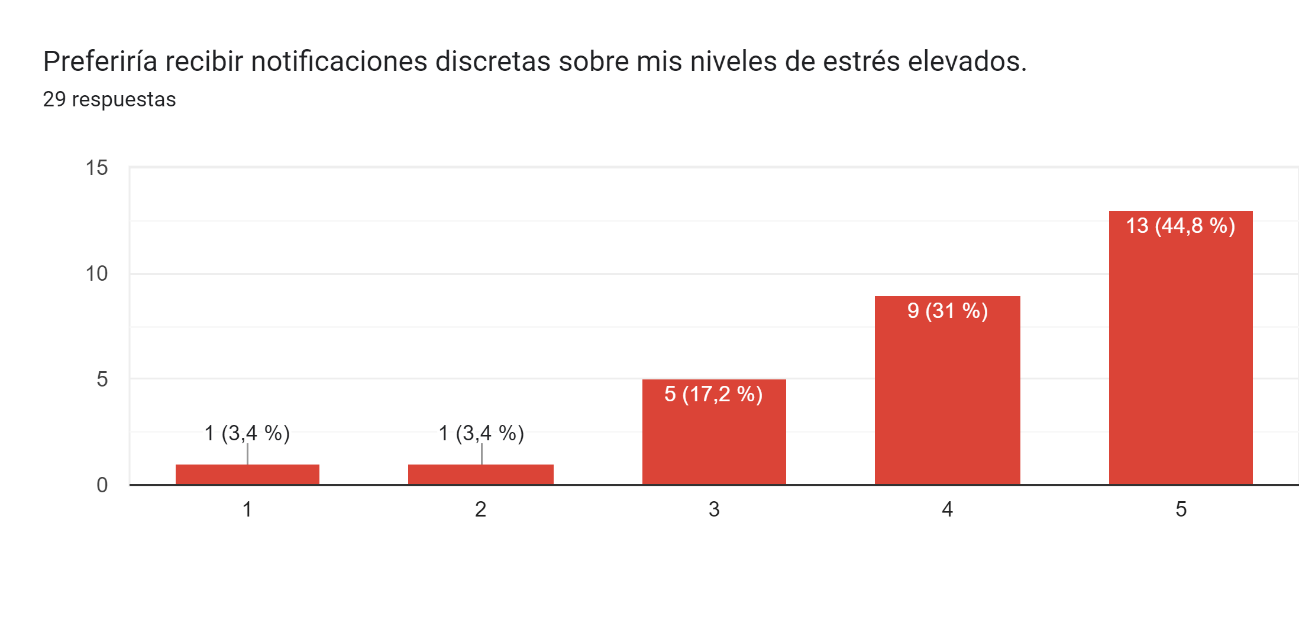 Preferiría recibir notificaciones discretas sobre mis niveles de estrés elevados.
29 respuestas
15
10
5
0
1 (3,4 %)
1 (3,4 %)
5 (17,2 %)
9 (31 %)
13 (44,8 %)
1
2
3
4
5